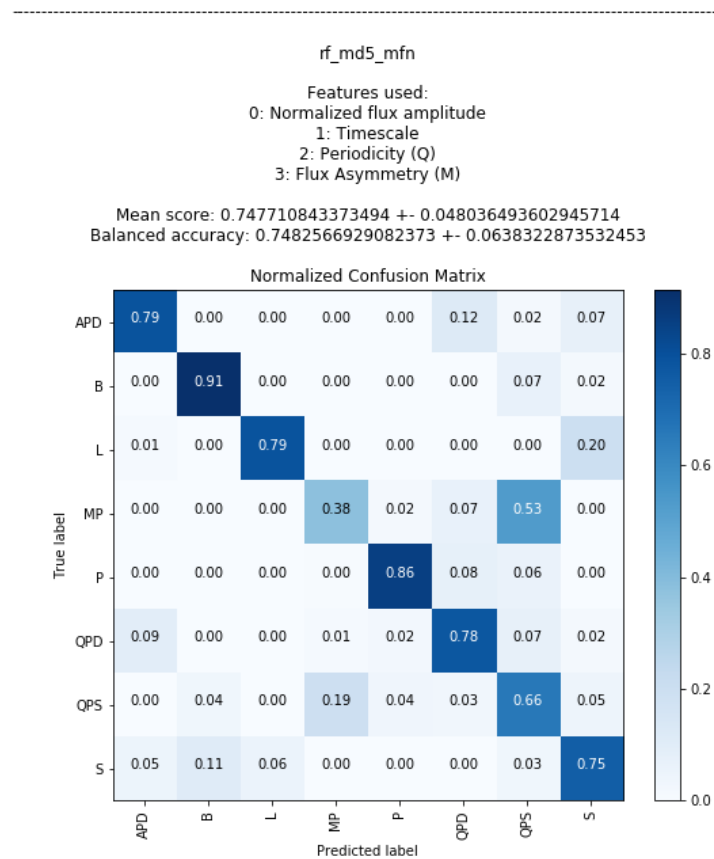 rf_md5_mfn
Features used:
0: Normalized flux amplitude
1: Timescale
2: Periodicity (Q)
3: Flux Asymmetry (M)
Mean score: 0.747710843373494 +- 0.048036493602945714
Balanced accuracy: 0.7482566929082373 +- 0.0638322873532453
Normalized Confusion Matrix
APD 0.79 0.00 0.00 0.00 0.00 0.12 0.02 0.07
B 0.00 0.91 0.00 0.00 0.00 0.00 0.07 0.02
L 0.01 0.00 0.79 0.00 0.00 0.00 0.00 0.20
MP 0.00 0.00 0.00 0.38 0.02 0.07 0.53 0.00
P 0.00 0.00 0.00 0.00 0.86 0.08 0.06 0.00
QPD 0.09 0.00 0.00 0.01 0.02 0.78 0.07 0.02
QPS 0.00 0.04 0.00 0.19 0.04 0.03 0.66 0.05
S 0.05 0.11 0.06 0.00 0.00 0.00 0.03 0.75
True label
APD B L MP P QPD QPS S
Predicted label
0.8
0.6
0.4
0.2
0.0